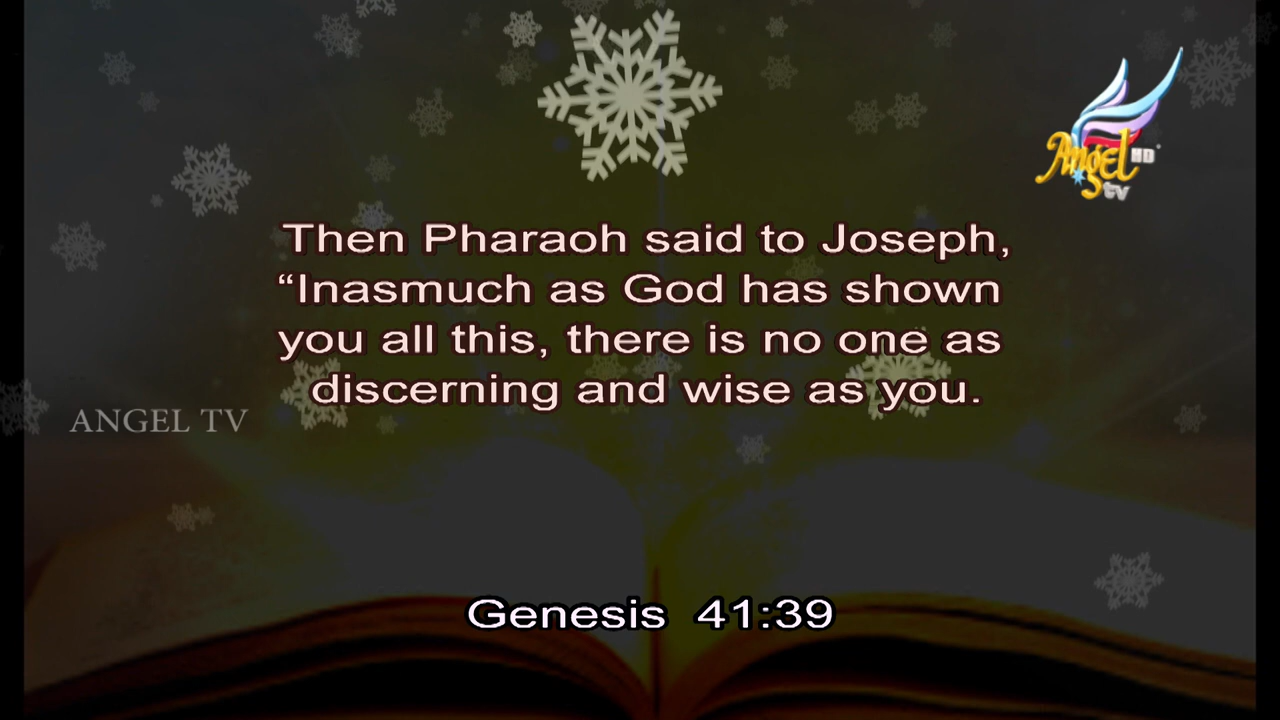 Angel HD
tv
Then Pharaoh said to Joseph,
“Inasmuch as God has shown
you all this, there is no one as
discerning and wise as you.
ANGEL TV
Genesis 41:39